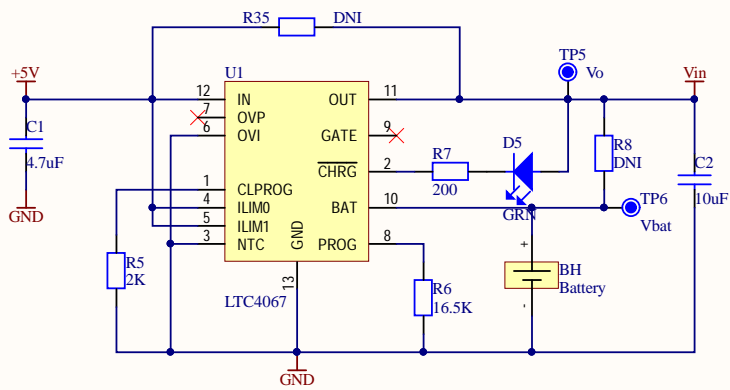 R35 DNI
TP5
+5V U1 Vo Vin
12 IN OUT 11
7 OVP
6 OVI GATE 9
C1 D5 R8
4.7uF R7 DNI
CHRG 2
200 C2
1 CLPROG
4 ILIM0 BAT 10 TP6
10uF
GND GRN
5 ILIM1 Vbat
3 NTC GND PROG 8
+
R5 BH
2K 13 R6 Battery
LTC4067 16.5K -
GND